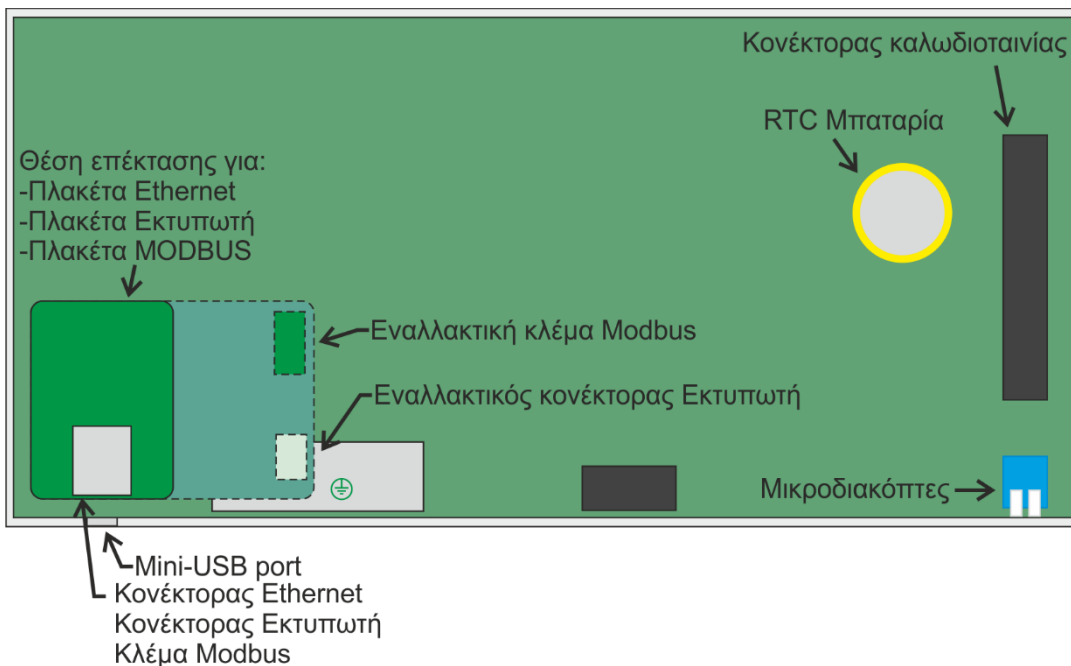 Κονέκτορας καλωδιοταινίας
RTC Μπαταρία
Θέση επέκτασης για:
-Πλακέτα Ethernet
-Πλακέτα Εκτυπωτή
-Πλακέτα MODBUS
Εναλλακτική κλέμα Modbus
Εναλλακτικός κονέκτορας Εκτυπωτή
Μικροδιακόπτες
Mini-USB port
Κονέκτορας Ethernet
Κονέκτορας Εκτυπωτή
Κλέμα Modbus